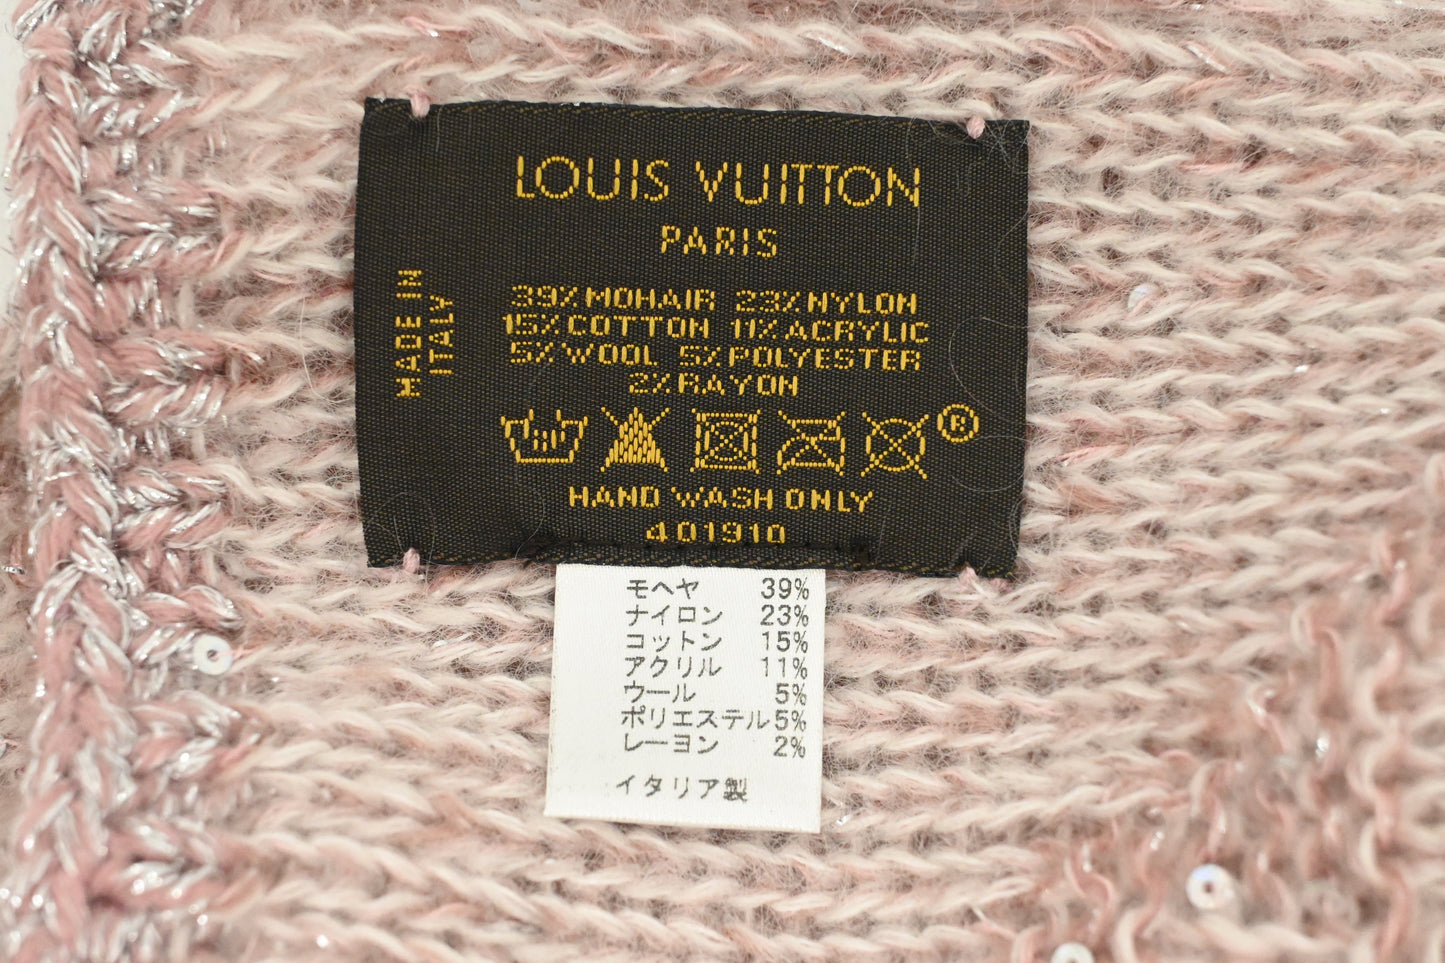 LOUIS VUITTON
PARIS
MADE IN
ITALY
39%MOHAIR 23%NYLON
15%COTTON 11%ACRYLIC
5%WOOL 5%POLYESTER
2%RAYON
®
HAND WASH ONLY
401910
モヘヤ 39%
ナイロン 23%
コットン 15%
アクリル 11%
ウール 5%
ポリエステル5%
レーヨン 2%
イタリア製